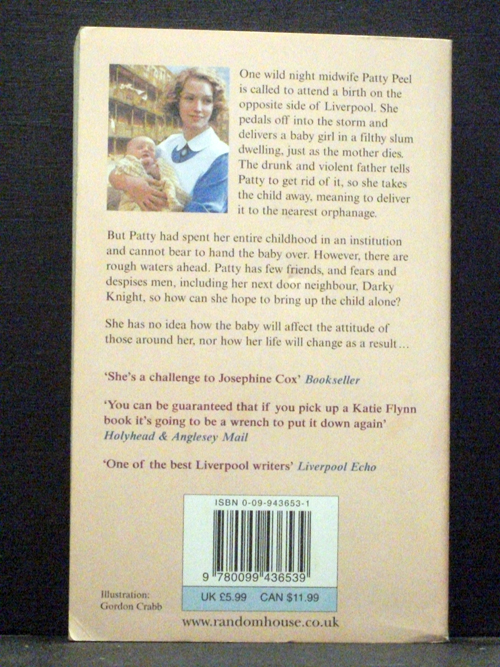 One wild night midwife Patty Peel
is called to attend a birth on the
opposite side of Liverpool. She
pedals off into the storm and
delivers a baby girl in a filthy slum
dwelling, just as the mother dies.
The drunk and violent father tells
Patty to get rid of it, so she takes
the child away, meaning to deliver
it to the nearest orphanage.
But Patty had spent her entire childhood in an institution
and cannot bear to hand the baby over. However, there are
rough waters ahead. Patty has few friends, and fears and
despises men, including her next door neighbour, Darky
Knight, so how can she hope to bring up the child alone?
She has no idea how the baby will affect the attitude of
those around her, nor how her life will change as a result...
'She's a challenge to Josephine Cox' Bookseller
'You can be guaranteed that if you pick up a Katie Flynn
book it's going to be a wrench to put it down again'
Holyhead & Anglesey Mail
'One of the best Liverpool writers' Liverpool Echo
ISBN 0-09-943653-1
9 780099 436539
UK £5.99 CAN $11.99
Illustration:
Gordon Crabb
www.randomhouse.co.uk